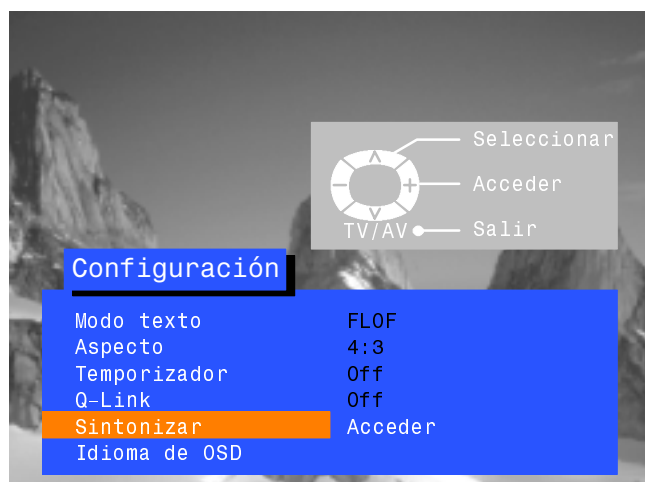 Seleccionar
Acceder
TV/AV Salir
Configuración
Modo texto FLOF
Aspecto 4:3
Temporizador Off
Q-Link Off
Sintonizar Acceder
Idioma de OSD